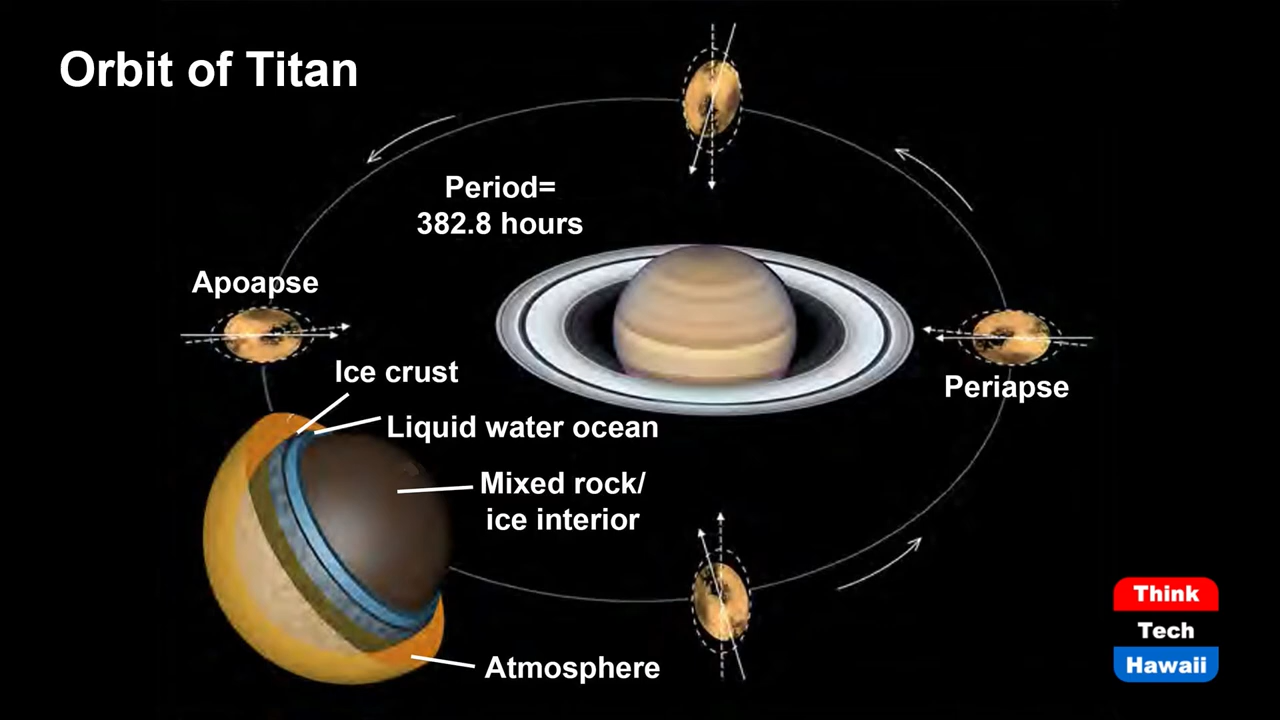 Orbit of Titan
Period=
382.8 hours
Apoapse
Periapse
Ice crust
Liquid water ocean
Mixed rock/
ice interior
Atmosphere
Think
Tech
Hawaii